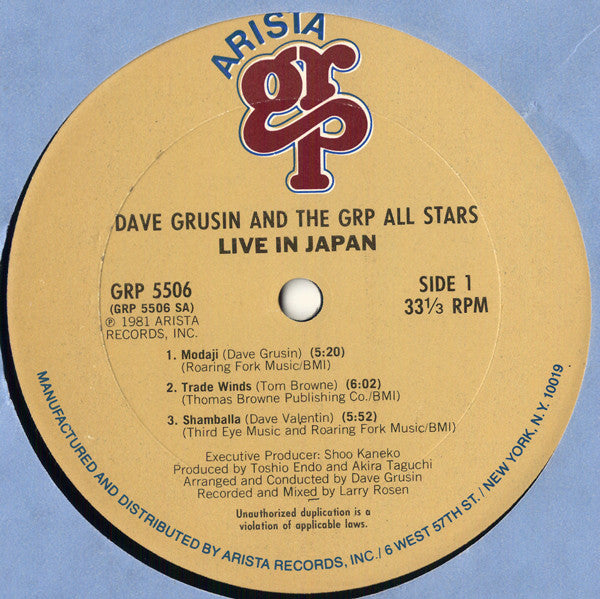 ARISTA
grp
DAVE GRUSIN AND THE GRP ALL STARS
LIVE IN JAPAN
GRP 5506
(GRP 5506 SA)
℗ 1981 ARISTA
RECORDS, INC.
SIDE 1
33⅓ RPM
1. Modaji (Dave Grusin) (5:20)
(Roaring Fork Music/BMI)
2. Trade Winds (Tom Browne) (6:02)
(Thomas Browne Publishing Co./BMI)
3. Shamballa (Dave Valentin) (5:52)
(Third Eye Music and Roaring Fork Music/BMI)
Executive Producer: Shoo Kaneko
Produced by Toshio Endo and Akira Taguchi
Arranged and Conducted by Dave Grusin
Recorded and Mixed by Larry Rosen
Unauthorized duplication is a
violation of applicable laws.
MANUFACTURED AND DISTRIBUTED BY ARISTA RECORDS, INC./6 WEST 57TH ST./NEW YORK, N.Y. 10019